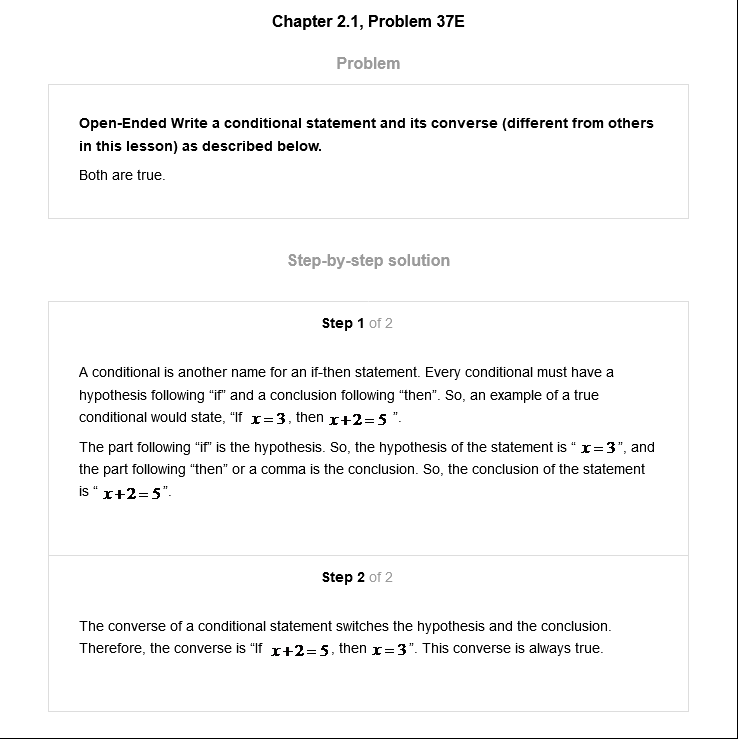 Chapter 2.1, Problem 37E
Problem
Open-Ended Write a conditional statement and its converse (different from others
in this lesson) as described below.
Both are true.
Step-by-step solution
Step 1 of 2
A conditional is another name for an if-then statement. Every conditional must have a
hypothesis following “if” and a conclusion following “then”. So, an example of a true
conditional would state, “If x=3, then x+2=5 ”.
The part following “if” is the hypothesis. So, the hypothesis of the statement is “ x=3”, and
the part following “then” or a comma is the conclusion. So, the conclusion of the statement
is “ x+2=5”.
Step 2 of 2
The converse of a conditional statement switches the hypothesis and the conclusion.
Therefore, the converse is “If x+2=5, then x=3”. This converse is always true.